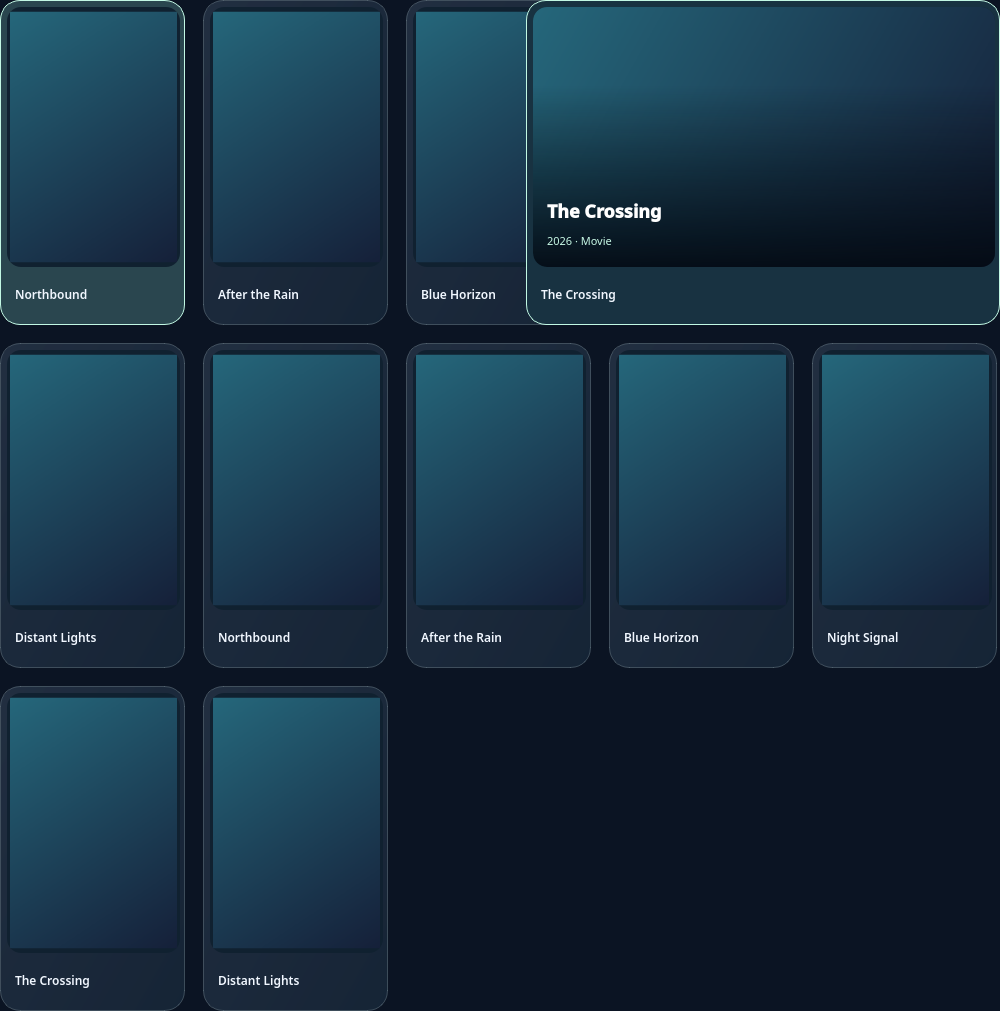 The Crossing
2026 · Movie
Northbound
After the Rain
Blue Horizon
The Crossing
Distant Lights
Northbound
After the Rain
Blue Horizon
Night Signal
The Crossing
Distant Lights